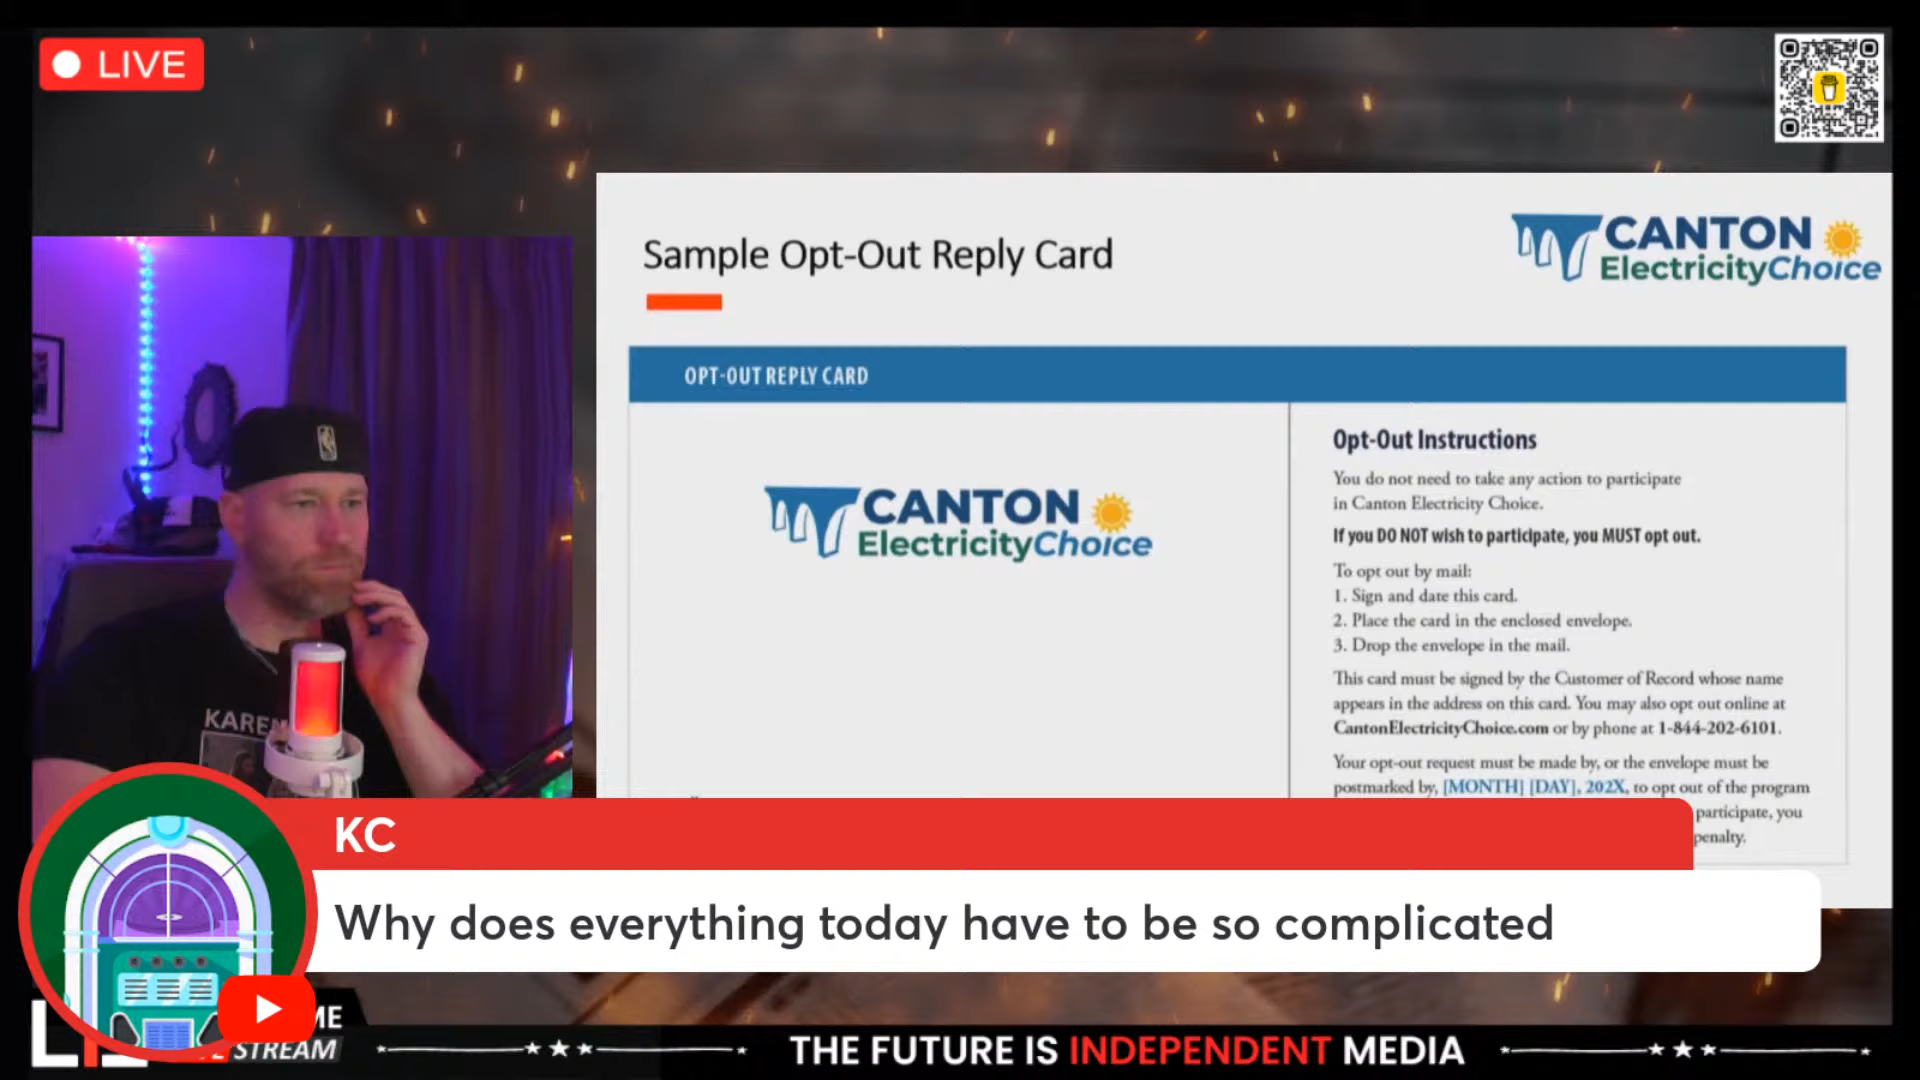 LIVE
Sample Opt-Out Reply Card
CANTON
ElectricityChoice
OPT-OUT REPLY CARD
CANTON
ElectricityChoice
Opt-Out Instructions
You do not need to take any action to participate
in Canton Electricity Choice.
If you DO NOT wish to participate, you MUST opt out.
To opt out by mail:
1. Sign and date this card.
2. Place the card in the enclosed envelope.
3. Drop the envelope in the mail.
This card must be signed by the Customer of Record whose name
appears in the address on this card. You may also opt out online at
CantonElectricityChoice.com or by phone at 1-844-202-6101.
Your opt-out request must be made by, or the envelope must be
postmarked by, [MONTH] [DAY], 202X, to opt out of the program
participate, you
penalty.
KAREN
KC
Why does everything today have to be so complicated
ME
STREAM
THE FUTURE IS INDEPENDENT MEDIA